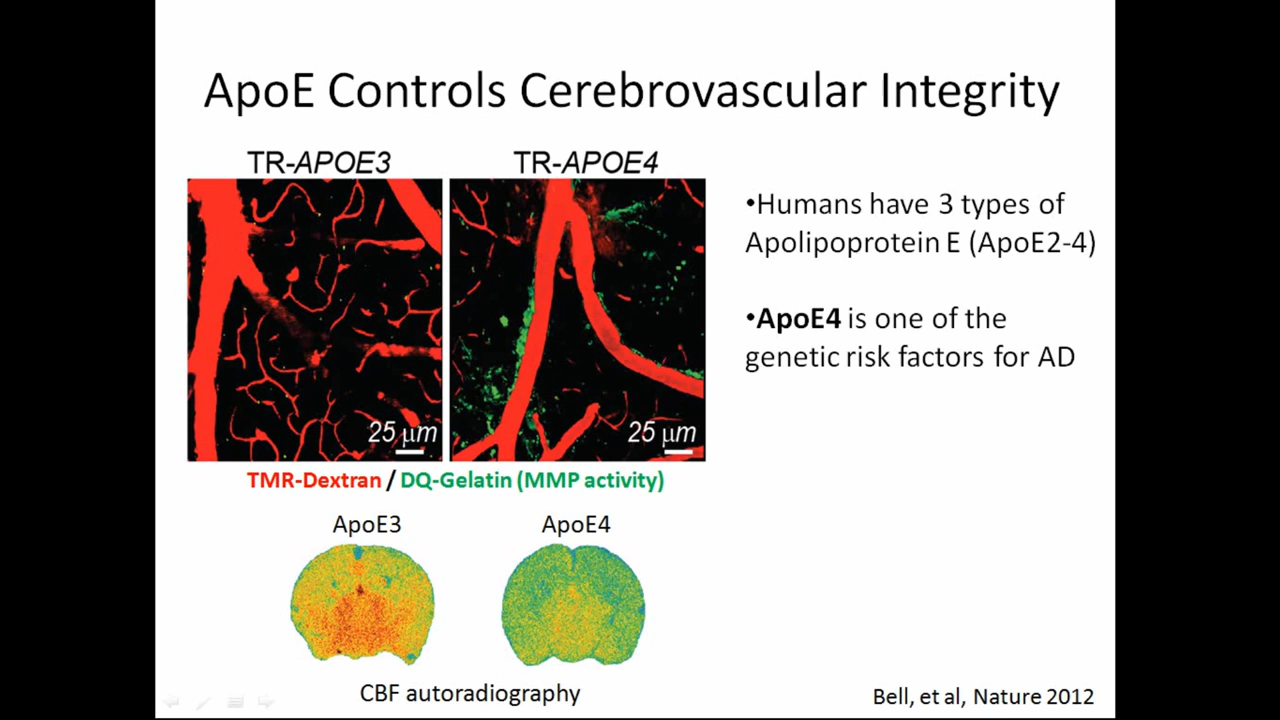 ApoE Controls Cerebrovascular Integrity
TR-APOE3
TR-APOE4
25 μm
25 μm
TMR-Dextran / DQ-Gelatin (MMP activity)
ApoE3
ApoE4
CBF autoradiography
•Humans have 3 types of
Apolipoprotein E (ApoE2-4)
•ApoE4 is one of the
genetic risk factors for AD
Bell, et al, Nature 2012